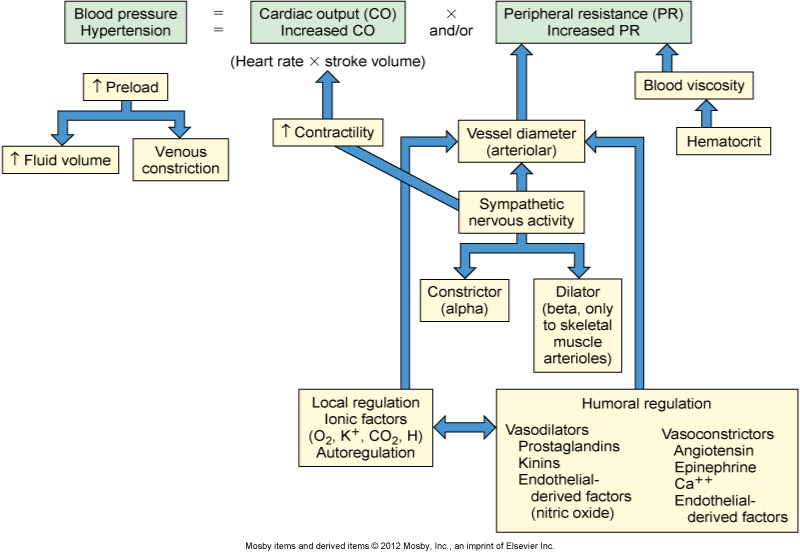 Blood pressure = Cardiac output (CO) × Peripheral resistance (PR)
Hypertension = Increased CO and/or Increased PR
(Heart rate × stroke volume)
↑ Preload
Blood viscosity
↑ Fluid volume
Venous
constriction
↑ Contractility
Vessel diameter
(arteriolar)
Hematocrit
Sympathetic
nervous activity
Constrictor
(alpha)
Dilator
(beta, only
to skeletal
muscle
arterioles)
Local regulation
Ionic factors
(O₂, K⁺, CO₂, H)
Autoregulation
Humoral regulation
Vasodilators
Prostaglandins
Kinins
Endothelial-
derived factors
(nitric oxide)
Vasoconstrictors
Angiotensin
Epinephrine
Ca⁺⁺
Endothelial-
derived factors
Mosby items and derived items © 2012 Mosby, Inc., an imprint of Elsevier Inc.